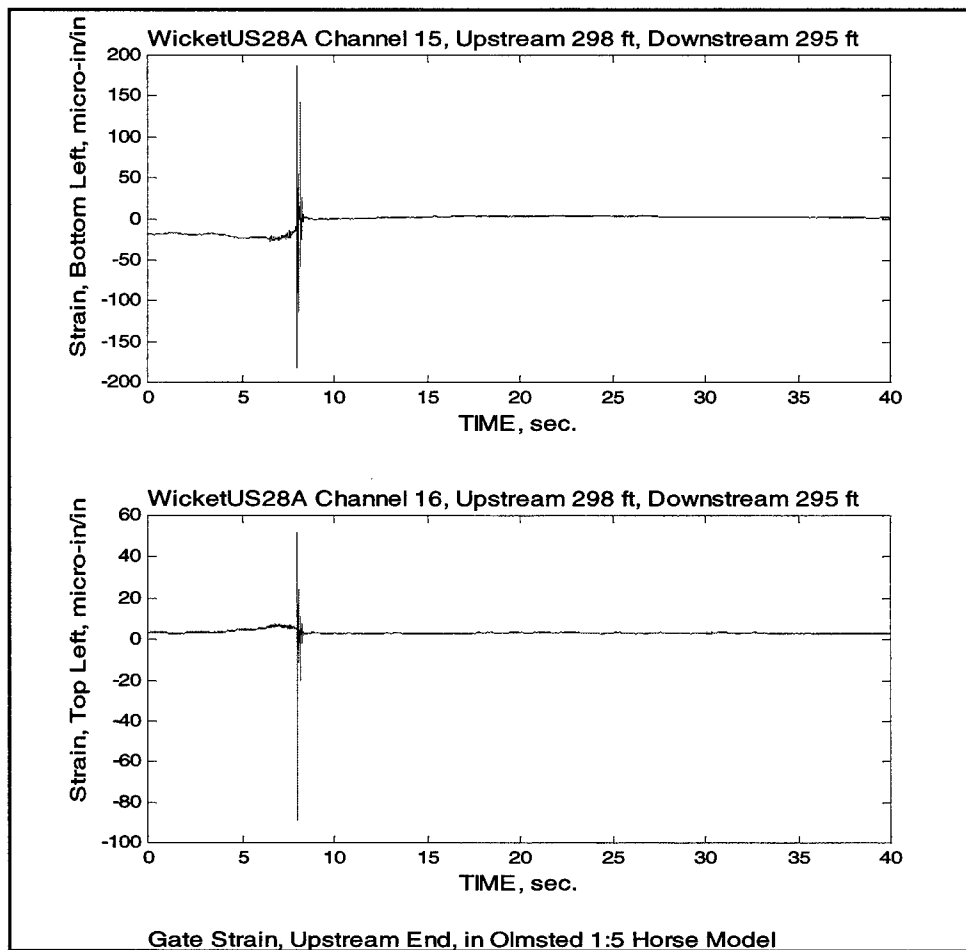 WicketUS28A Channel 15, Upstream 298 ft, Downstream 295 ft
Strain, Bottom Left, micro-in/in
200
150
100
50
0
-50
-100
-150
-200
0 5 10 15 20 25 30 35 40
TIME, sec.
WicketUS28A Channel 16, Upstream 298 ft, Downstream 295 ft
Strain, Top Left, micro-in/in
60
40
20
0
-20
-40
-60
-80
-100
0 5 10 15 20 25 30 35 40
TIME, sec.
Gate Strain, Upstream End, in Olmsted 1:5 Horse Model